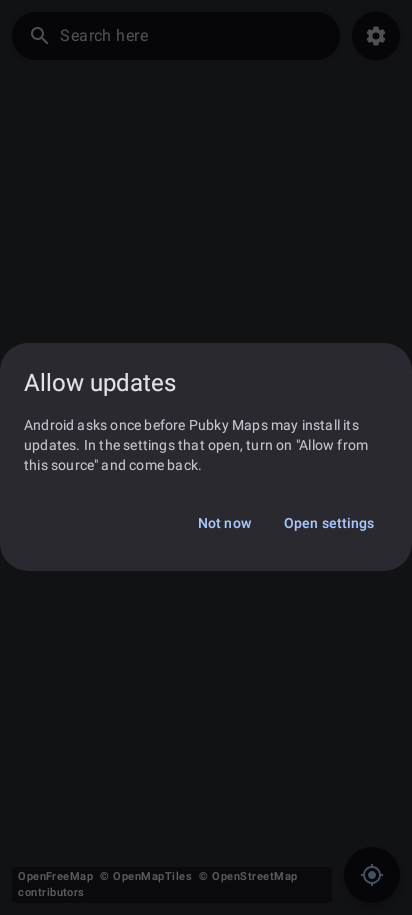 Search here
Allow updates
Android asks once before Pubky Maps may install its
updates. In the settings that open, turn on "Allow from
this source" and come back.
Not now
Open settings
OpenFreeMap © OpenMapTiles © OpenStreetMap
contributors